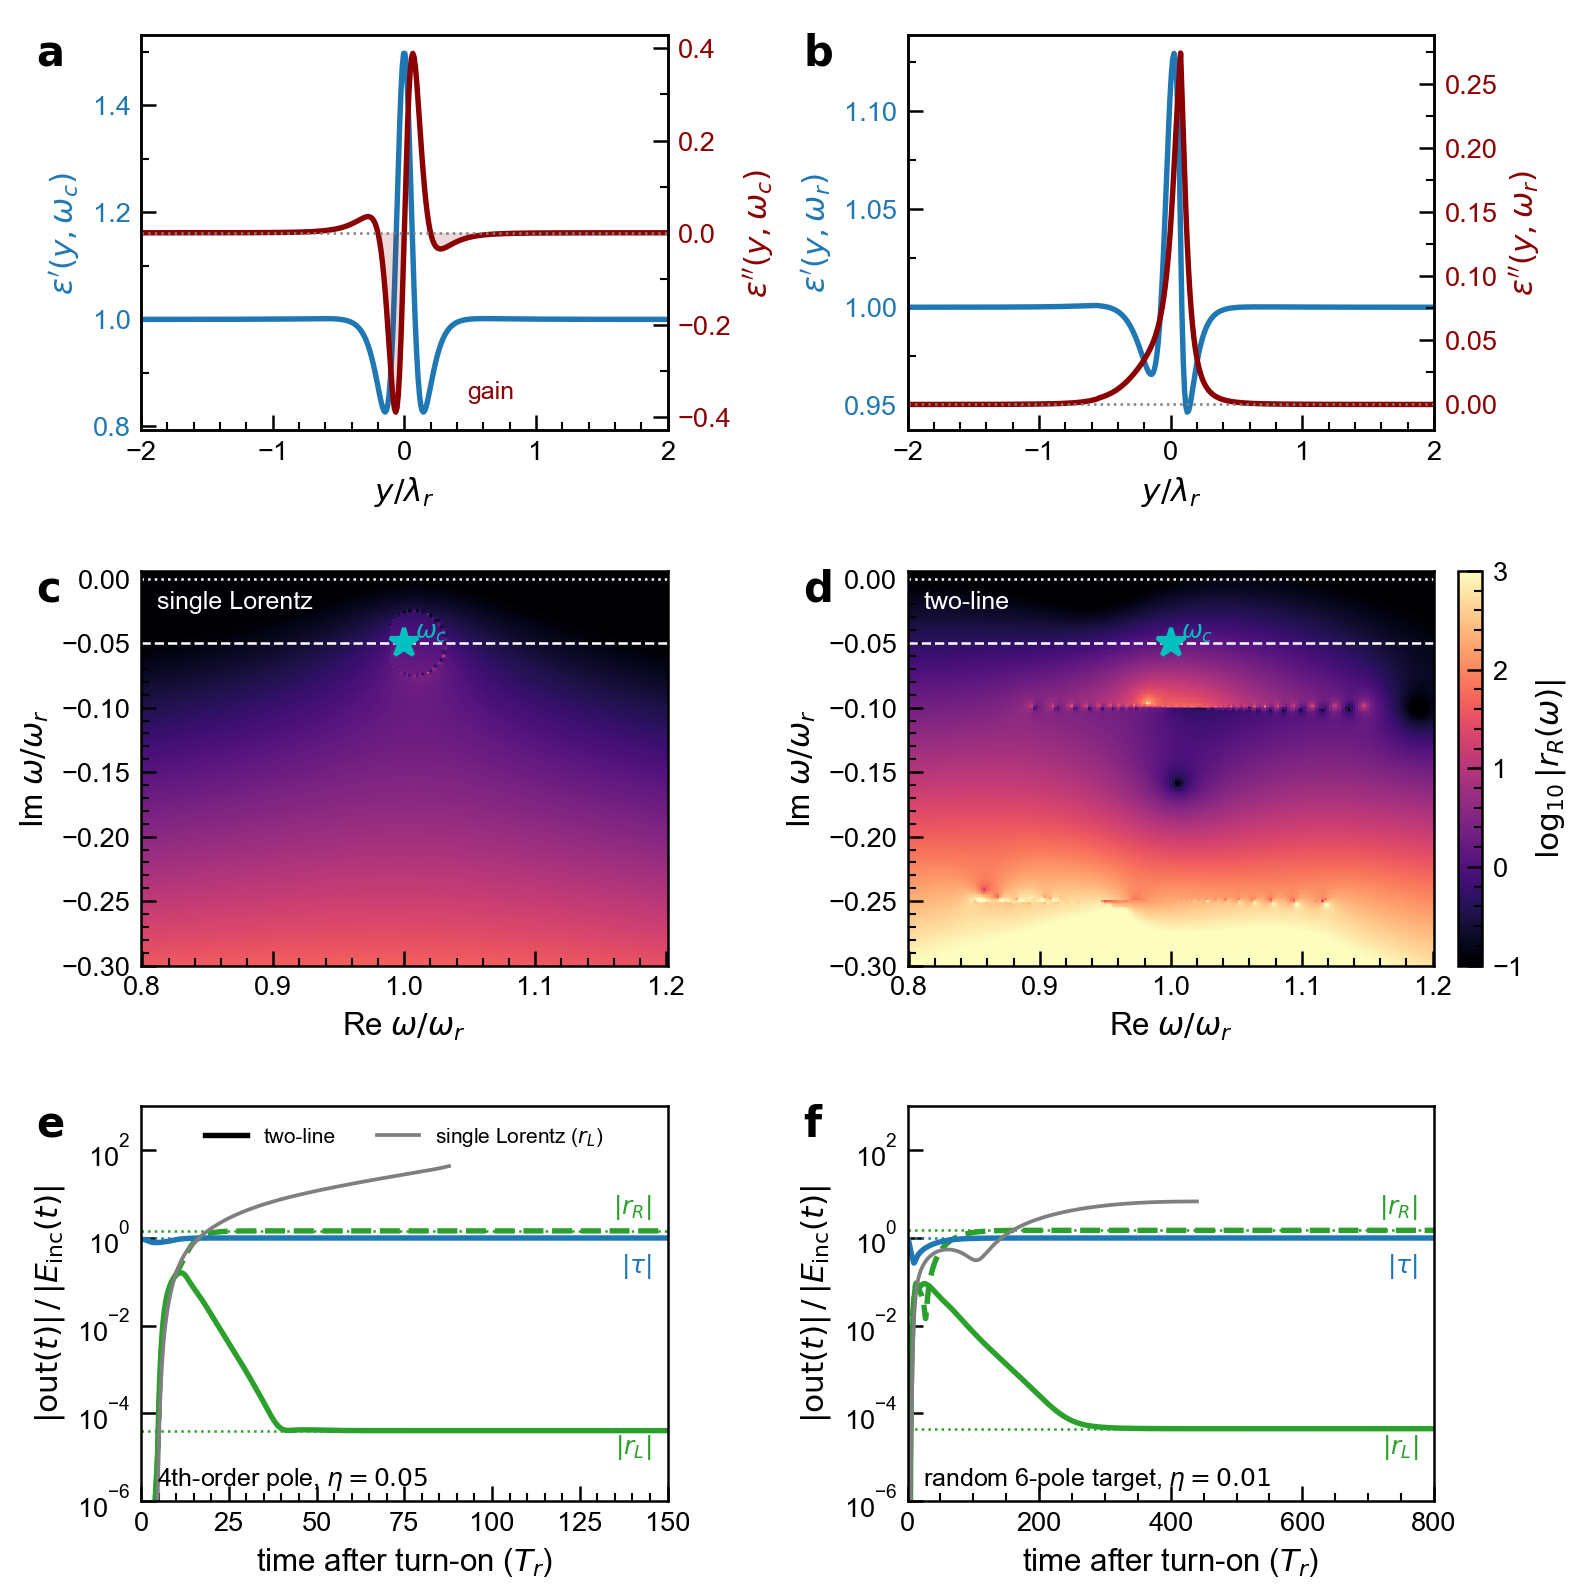 a
1.4
1.2
1.0
0.8
ε′(y, ω_c)
0.4
0.2
0.0
−0.2
−0.4
ε″(y, ω_c)
gain
−2 −1 0 1 2
y/λ_r
b
1.10
1.05
1.00
0.95
ε′(y, ω_r)
0.25
0.20
0.15
0.10
0.05
0.00
ε″(y, ω_r)
−2 −1 0 1 2
y/λ_r
c
single Lorentz
ω_c
0.00
−0.05
−0.10
−0.15
−0.20
−0.25
−0.30
Im ω/ω_r
0.8 0.9 1.0 1.1 1.2
Re ω/ω_r
d
two-line
ω_c
0.00
−0.05
−0.10
−0.15
−0.20
−0.25
−0.30
Im ω/ω_r
0.8 0.9 1.0 1.1 1.2
Re ω/ω_r
3
2
1
0
−1
log₁₀ |r_R(ω)|
e
two-line single Lorentz (r_L)
10²
10⁰
10⁻²
10⁻⁴
10⁻⁶
|out(t)| / |E_inc(t)|
|r_R|
|τ|
|r_L|
4th-order pole, η = 0.05
0 25 50 75 100 125 150
time after turn-on (T_r)
f
10²
10⁰
10⁻²
10⁻⁴
10⁻⁶
|out(t)| / |E_inc(t)|
|r_R|
|τ|
|r_L|
random 6-pole target, η = 0.01
0 200 400 600 800
time after turn-on (T_r)